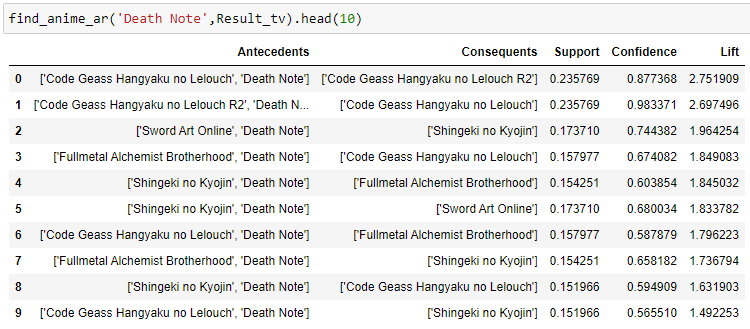 find_anime_ar('Death Note',Result_tv).head(10)
Antecedents Consequents Support Confidence Lift
0 ['Code Geass Hangyaku no Lelouch', 'Death Note'] ['Code Geass Hangyaku no Lelouch R2'] 0.235769 0.877368 2.751909
1 ['Code Geass Hangyaku no Lelouch R2', 'Death N... ['Code Geass Hangyaku no Lelouch'] 0.235769 0.983371 2.697496
2 ['Sword Art Online', 'Death Note'] ['Shingeki no Kyojin'] 0.173710 0.744382 1.964254
3 ['Fullmetal Alchemist Brotherhood', 'Death Note'] ['Code Geass Hangyaku no Lelouch'] 0.157977 0.674082 1.849083
4 ['Shingeki no Kyojin', 'Death Note'] ['Fullmetal Alchemist Brotherhood'] 0.154251 0.603854 1.845032
5 ['Shingeki no Kyojin', 'Death Note'] ['Sword Art Online'] 0.173710 0.680034 1.833782
6 ['Code Geass Hangyaku no Lelouch', 'Death Note'] ['Fullmetal Alchemist Brotherhood'] 0.157977 0.587879 1.796223
7 ['Fullmetal Alchemist Brotherhood', 'Death Note'] ['Shingeki no Kyojin'] 0.154251 0.658182 1.736794
8 ['Shingeki no Kyojin', 'Death Note'] ['Code Geass Hangyaku no Lelouch'] 0.151966 0.594909 1.631903
9 ['Code Geass Hangyaku no Lelouch', 'Death Note'] ['Shingeki no Kyojin'] 0.151966 0.565510 1.492253